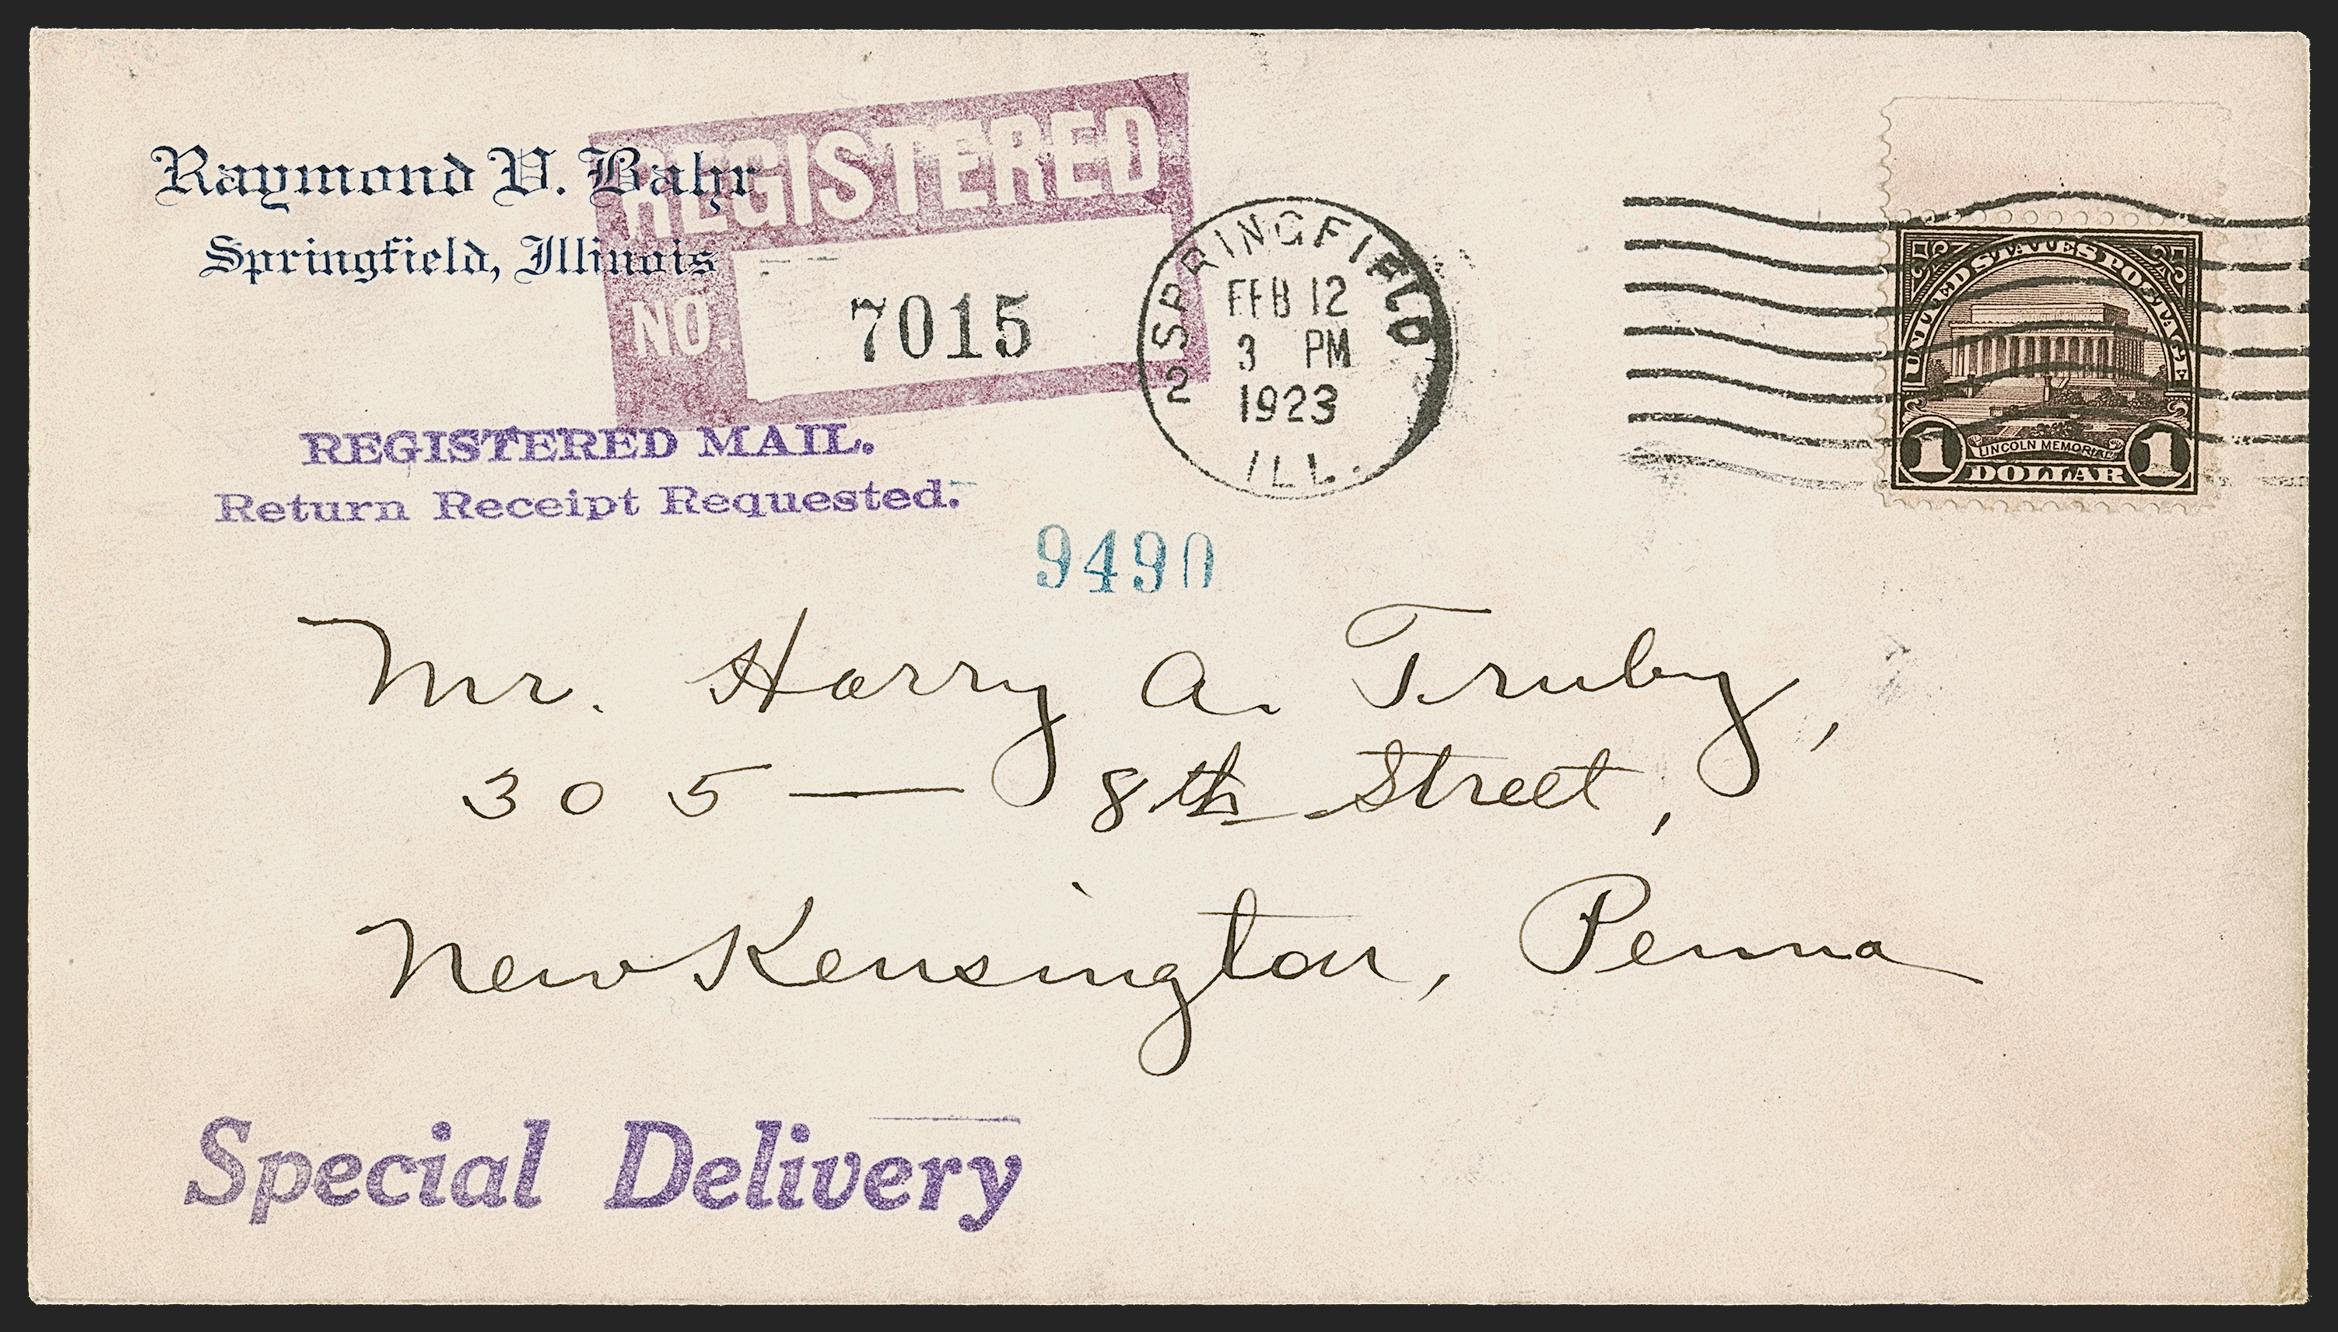 Raymond V. Bahr
Springfield, Illinois
REGISTERED
NO. 7015
REGISTERED MAIL.
Return Receipt Requested.
SPRINGFIELD
FEB 12
3 PM
1923
ILL.
2
UNITED STATES POSTAGE
LINCOLN MEMORIAL
1 DOLLAR 1
9490
Mr. Harry A. Truby,
305 — 8th Street,
New Kensington, Penna
Special Delivery